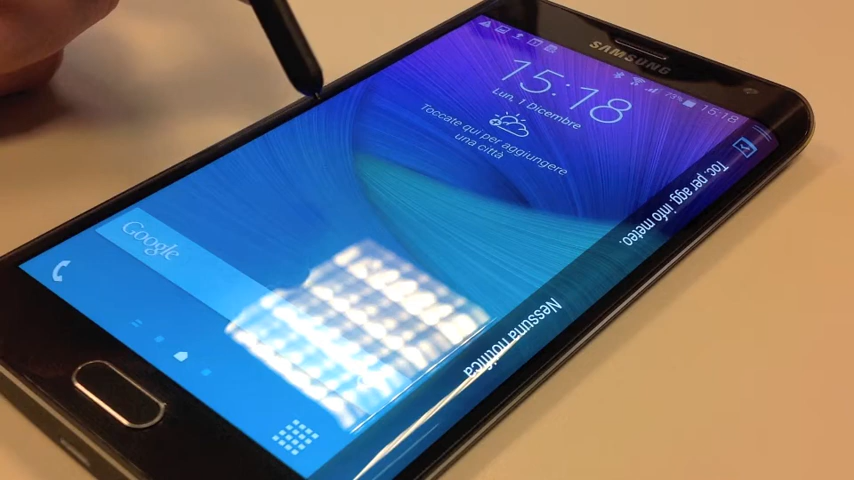 SAMSUNG
73% 15:18
15:18
Lun, 1 Dicembre
Toccate qui per aggiungere
una città
Toc. per agg. info meteo.
Google
Nessuna notifica